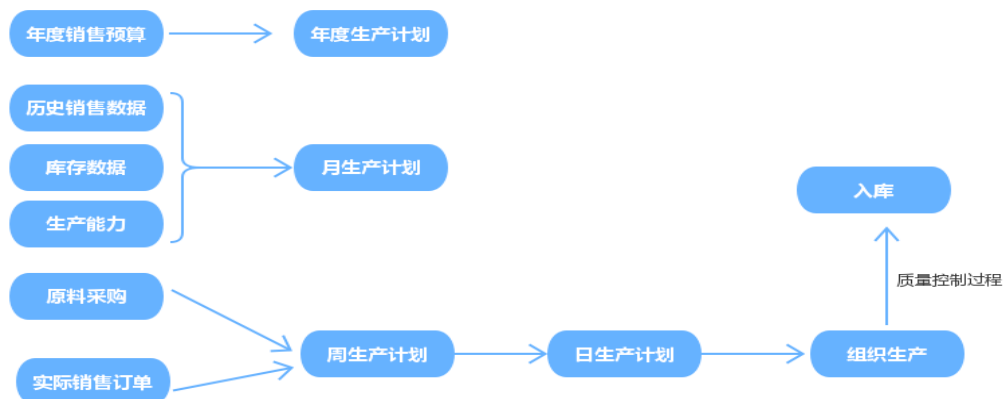 年度销售预算
年度生产计划
历史销售数据
库存数据
月生产计划
生产能力
入库
质量控制过程
原料采购
周生产计划
日生产计划
组织生产
实际销售订单